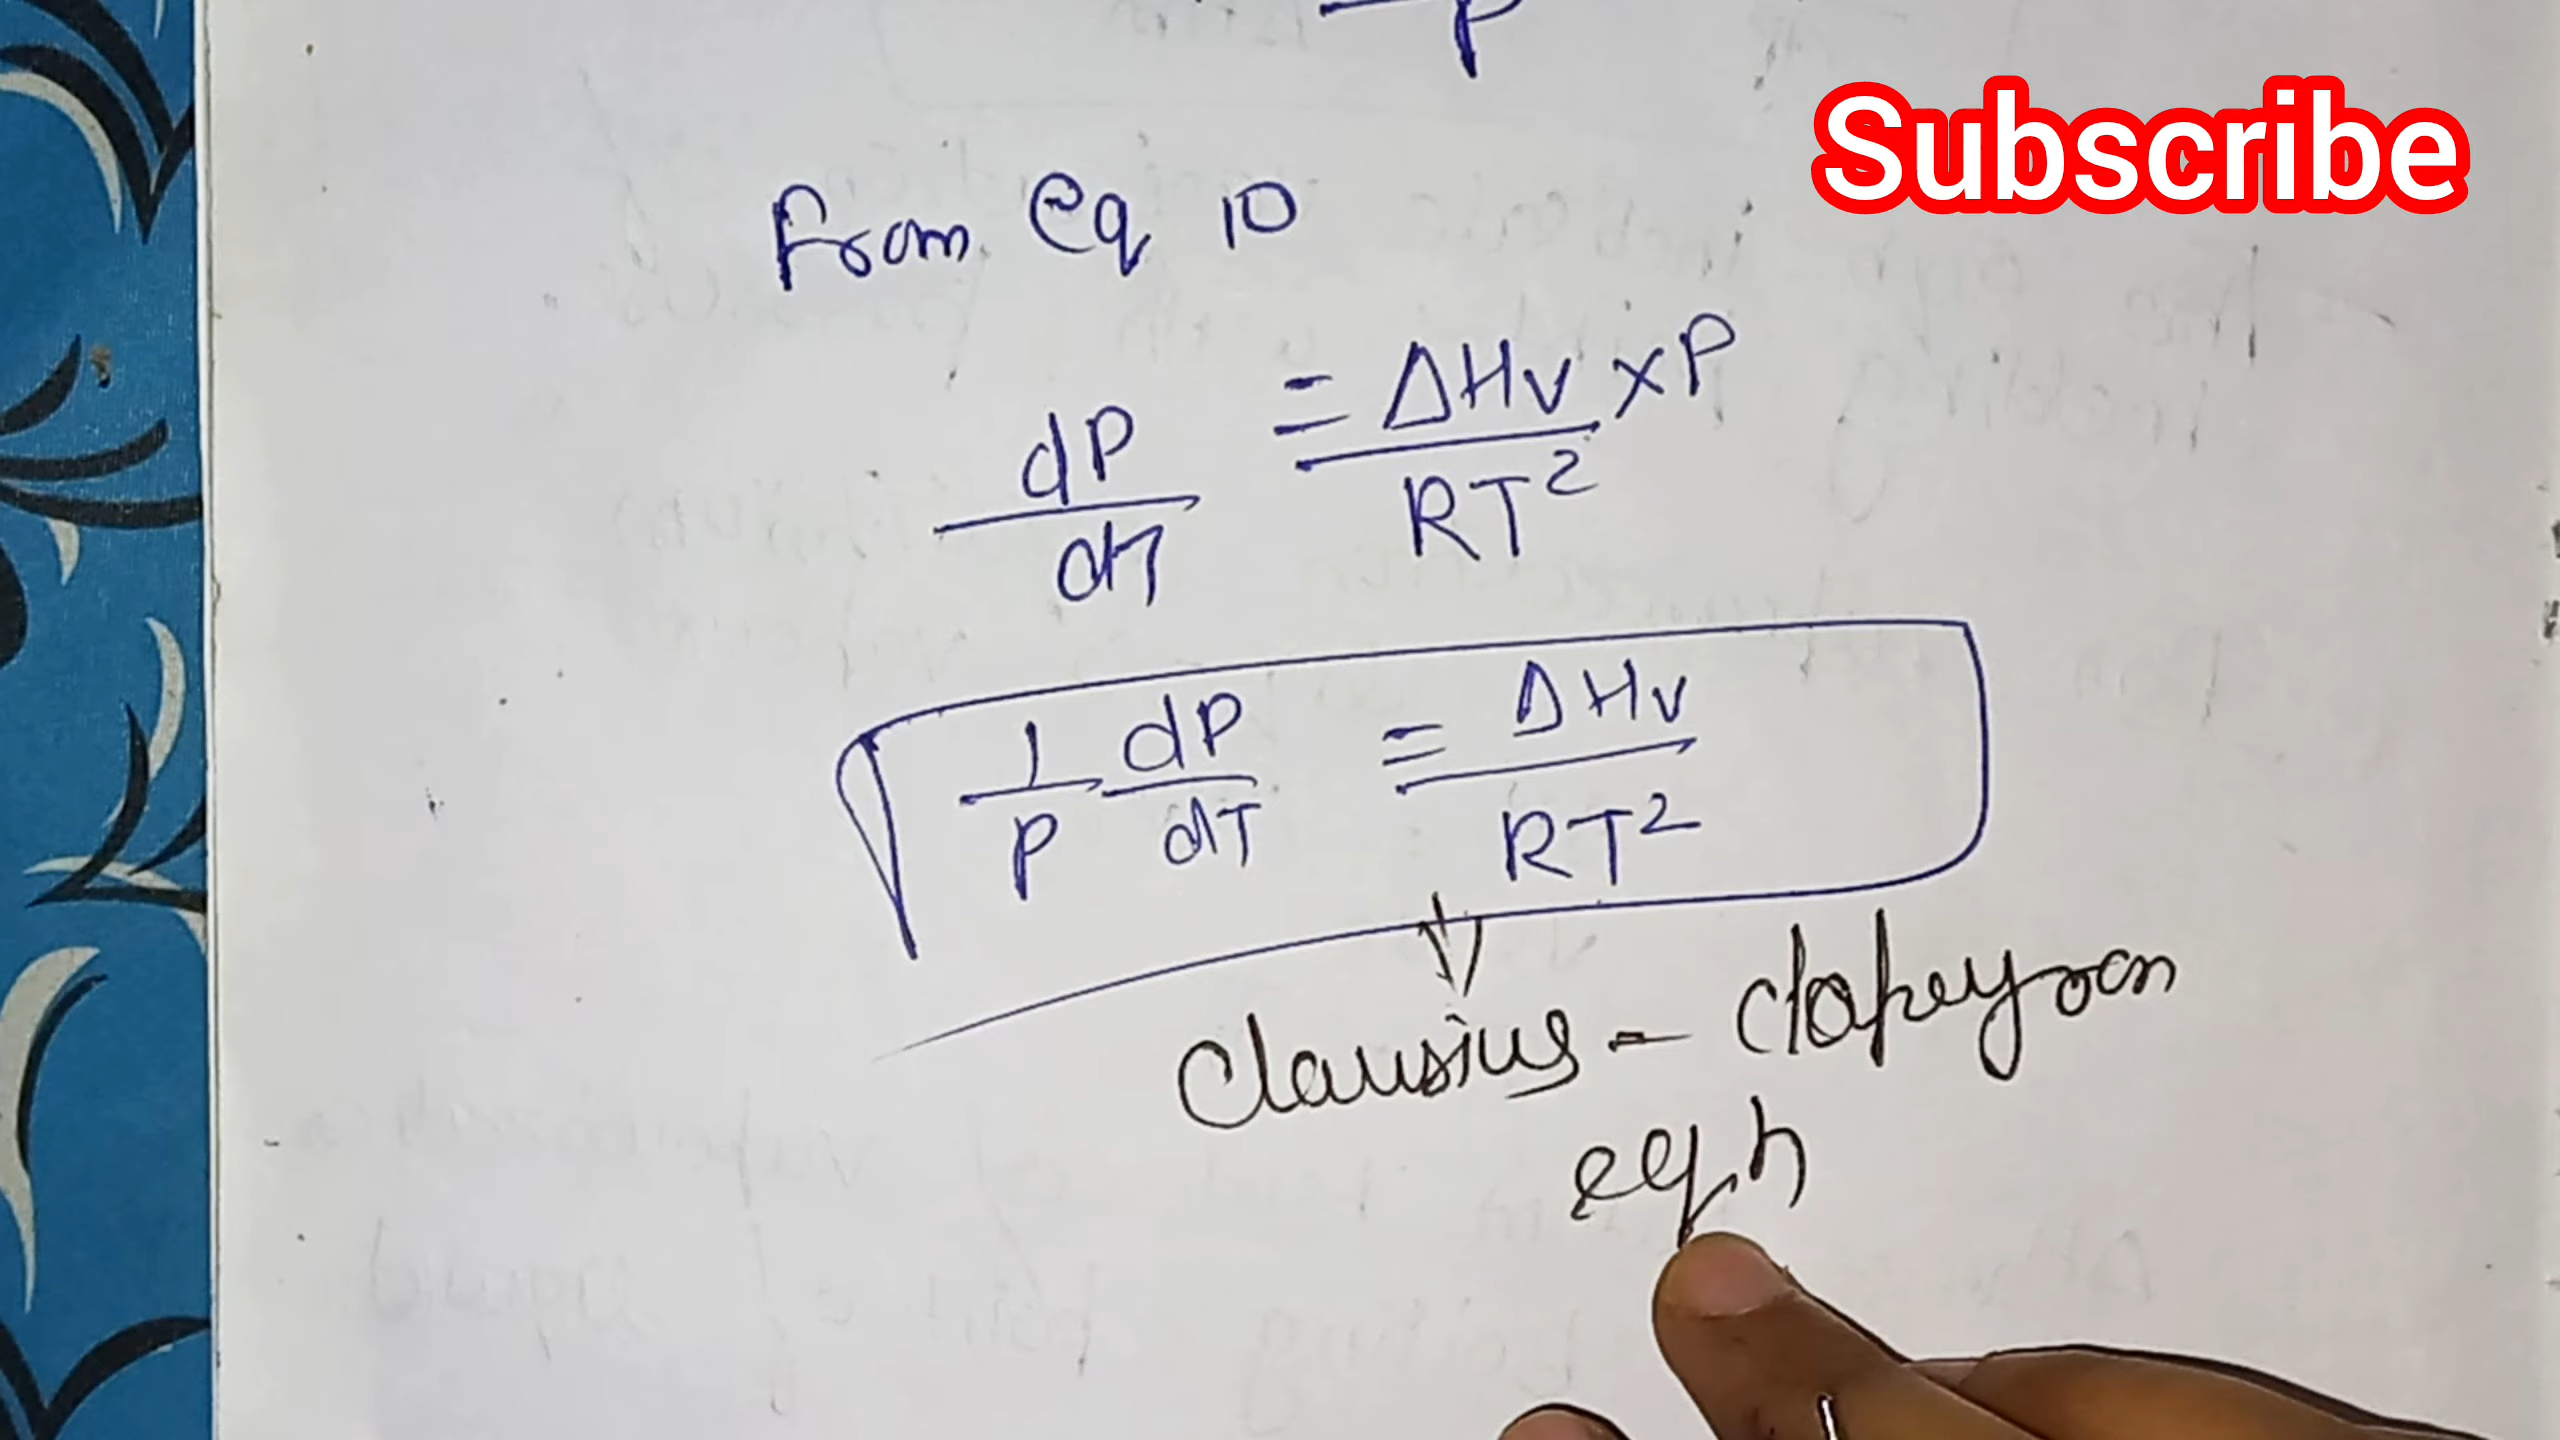 P
Subscribe
From eq 10
dP/dT = ΔHv/RT² × P
1/P dP/dT = ΔHv/RT²
Clausius - clapeyron
eqn